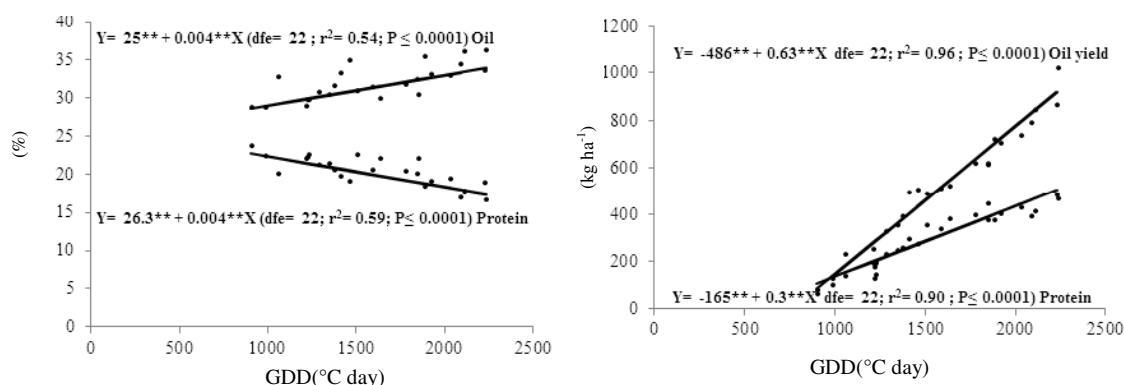 40
35
30
25
20
15
10
5
0
(%)
Y= 25** + 0.004**X (dfe= 22 ; r²= 0.54; P ≤ 0.0001) Oil
Y= 26.3** + 0.004**X (dfe= 22; r²= 0.59; P≤ 0.0001) Protein
0 500 1000 1500 2000 2500
GDD(°C day)
1200
1000
800
600
400
200
0
(kg ha⁻¹)
Y= -486** + 0.63**X dfe= 22; r²= 0.96 ; P≤ 0.0001) Oil yield
Y= -165** + 0.3**X dfe= 22; r²= 0.90 ; P≤ 0.0001) Protein
0 500 1000 1500 2000 2500
GDD(°C day)